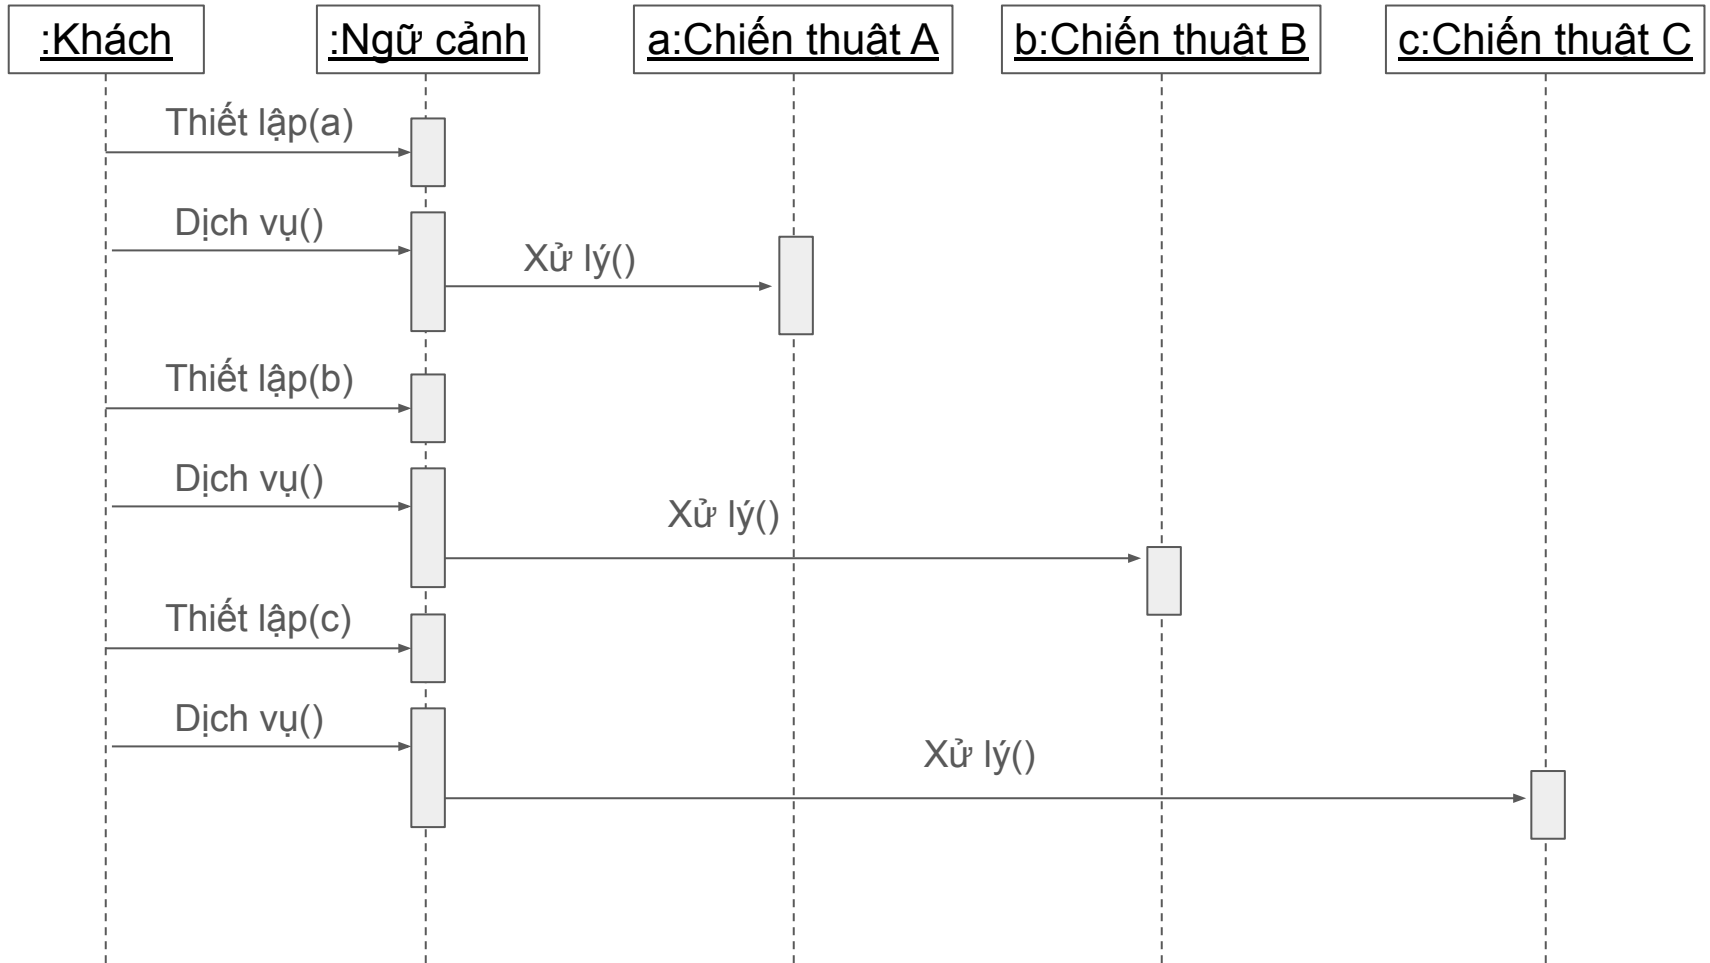 :Khách
:Ngữ cảnh
a:Chiến thuật A
b:Chiến thuật B
c:Chiến thuật C
Thiết lập(a)
Dịch vụ()
Xử lý()
Thiết lập(b)
Dịch vụ()
Xử lý()
Thiết lập(c)
Dịch vụ()
Xử lý()